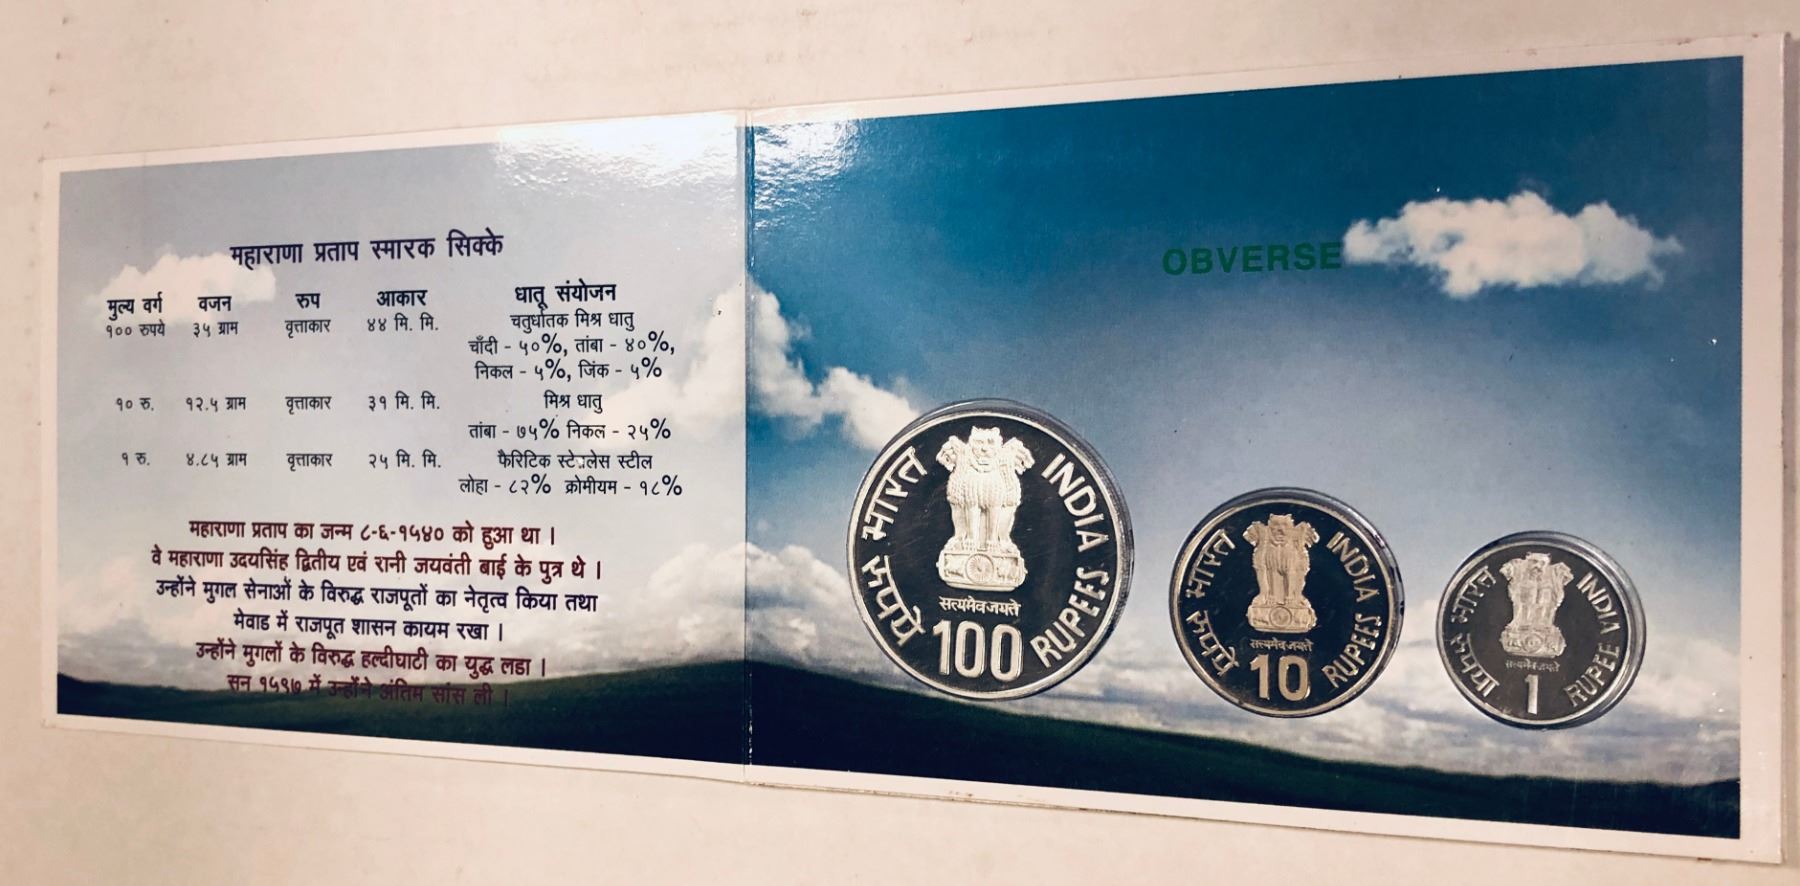 महाराणा प्रताप स्मारक सिक्के
मुल्य वर्ग वजन रुप आकार धातू संयोजन
१०० रुपये ३५ ग्राम वृत्ताकार ४४ मि. मि. चतुर्धातक मिश्र धातु
चाँदी - ५०%, तांबा - ४०%,
निकल - ५%, जिंक - ५%
१० रु. १२.५ ग्राम वृत्ताकार ३१ मि. मि. मिश्र धातु
तांबा - ७५% निकल - २५%
१ रु. ४.८५ ग्राम वृत्ताकार २५ मि. मि. फैरिटिक स्टेनलेस स्टील
लोहा - ८२% क्रोमीयम - १८%
महाराणा प्रताप का जन्म ८-६-१५४० को हुआ था |
वे महाराणा उदयसिंह द्वितीय एवं रानी जयवंती बाई के पुत्र थे |
उन्होंने मुगल सेनाओं के विरुद्ध राजपूतों का नेतृत्व किया तथा
मेवाड में राजपूत शासन कायम रखा |
उन्होंने मुगलों के विरुद्ध हल्दीघाटी का युद्ध लडा |
सन १५९७ में उन्होंने अंतिम सांस ली |
OBVERSE
भारत INDIA
रुपये RUPEES
सत्यमेव जयते
100
भारत INDIA
रुपये RUPEES
सत्यमेव जयते
10
भारत INDIA
रुपया RUPEE
सत्यमेव जयते
1